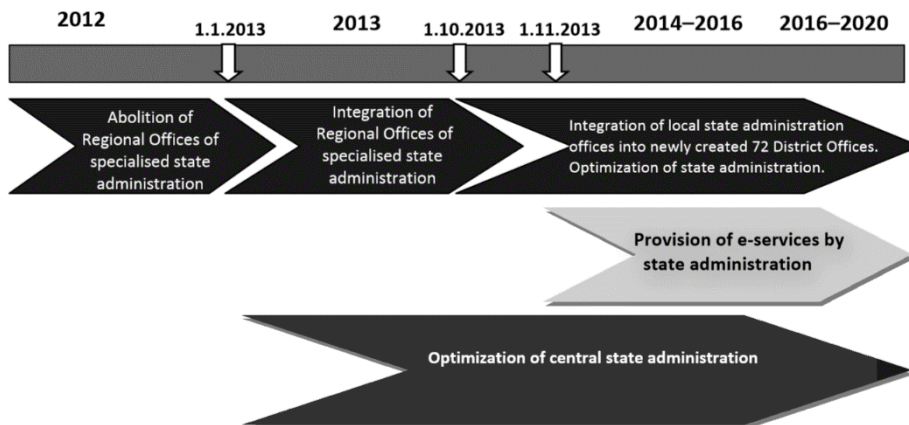 2012
1.1.2013
2013
1.10.2013
1.11.2013
2014–2016
2016–2020
Abolition of
Regional Offices of
specialised state
administration
Integration of
Regional Offices of
specialised state
administration
Integration of local state administration
offices into newly created 72 District Offices.
Optimization of state administration.
Provision of e-services by
state administration
Optimization of central state administration